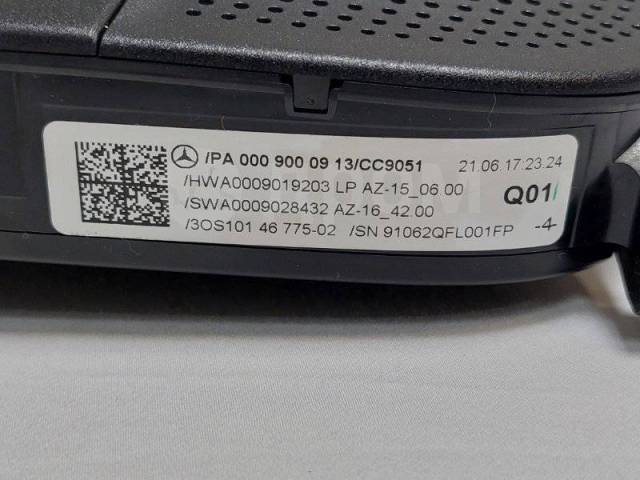 /PA 000 900 09 13/CC9051 21.06.17.23.24
/HWA0009019203 LP AZ-15_06.00 Q01
/SWA0009028432 AZ-16_42.00
/3OS101 46 775-02 /SN 91062QFL001FP -4-